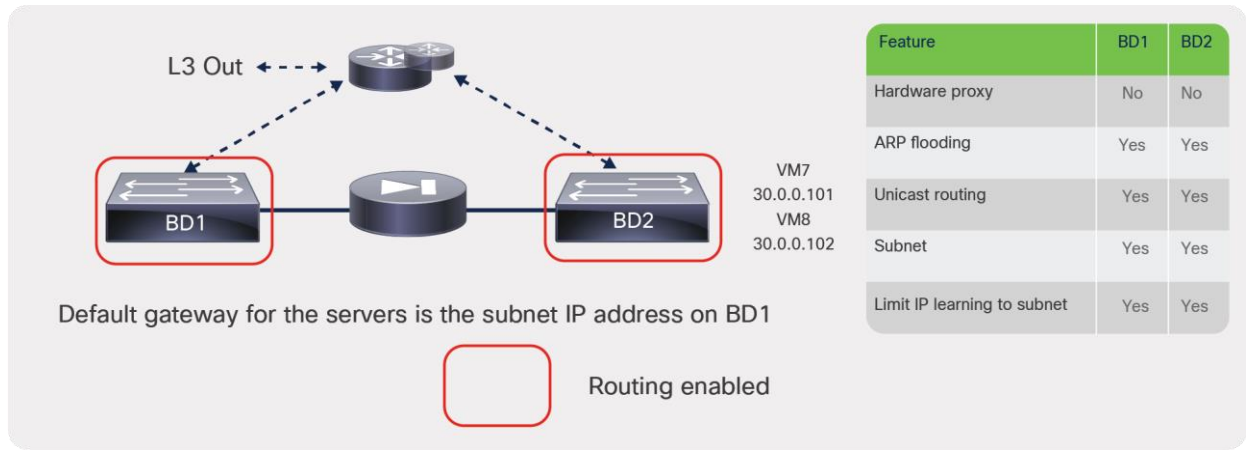 L3 Out
BD1
BD2
VM7
30.0.0.101
VM8
30.0.0.102
Default gateway for the servers is the subnet IP address on BD1
Routing enabled
Feature BD1 BD2
Hardware proxy No No
ARP flooding Yes Yes
Unicast routing Yes Yes
Subnet Yes Yes
Limit IP learning to subnet Yes Yes